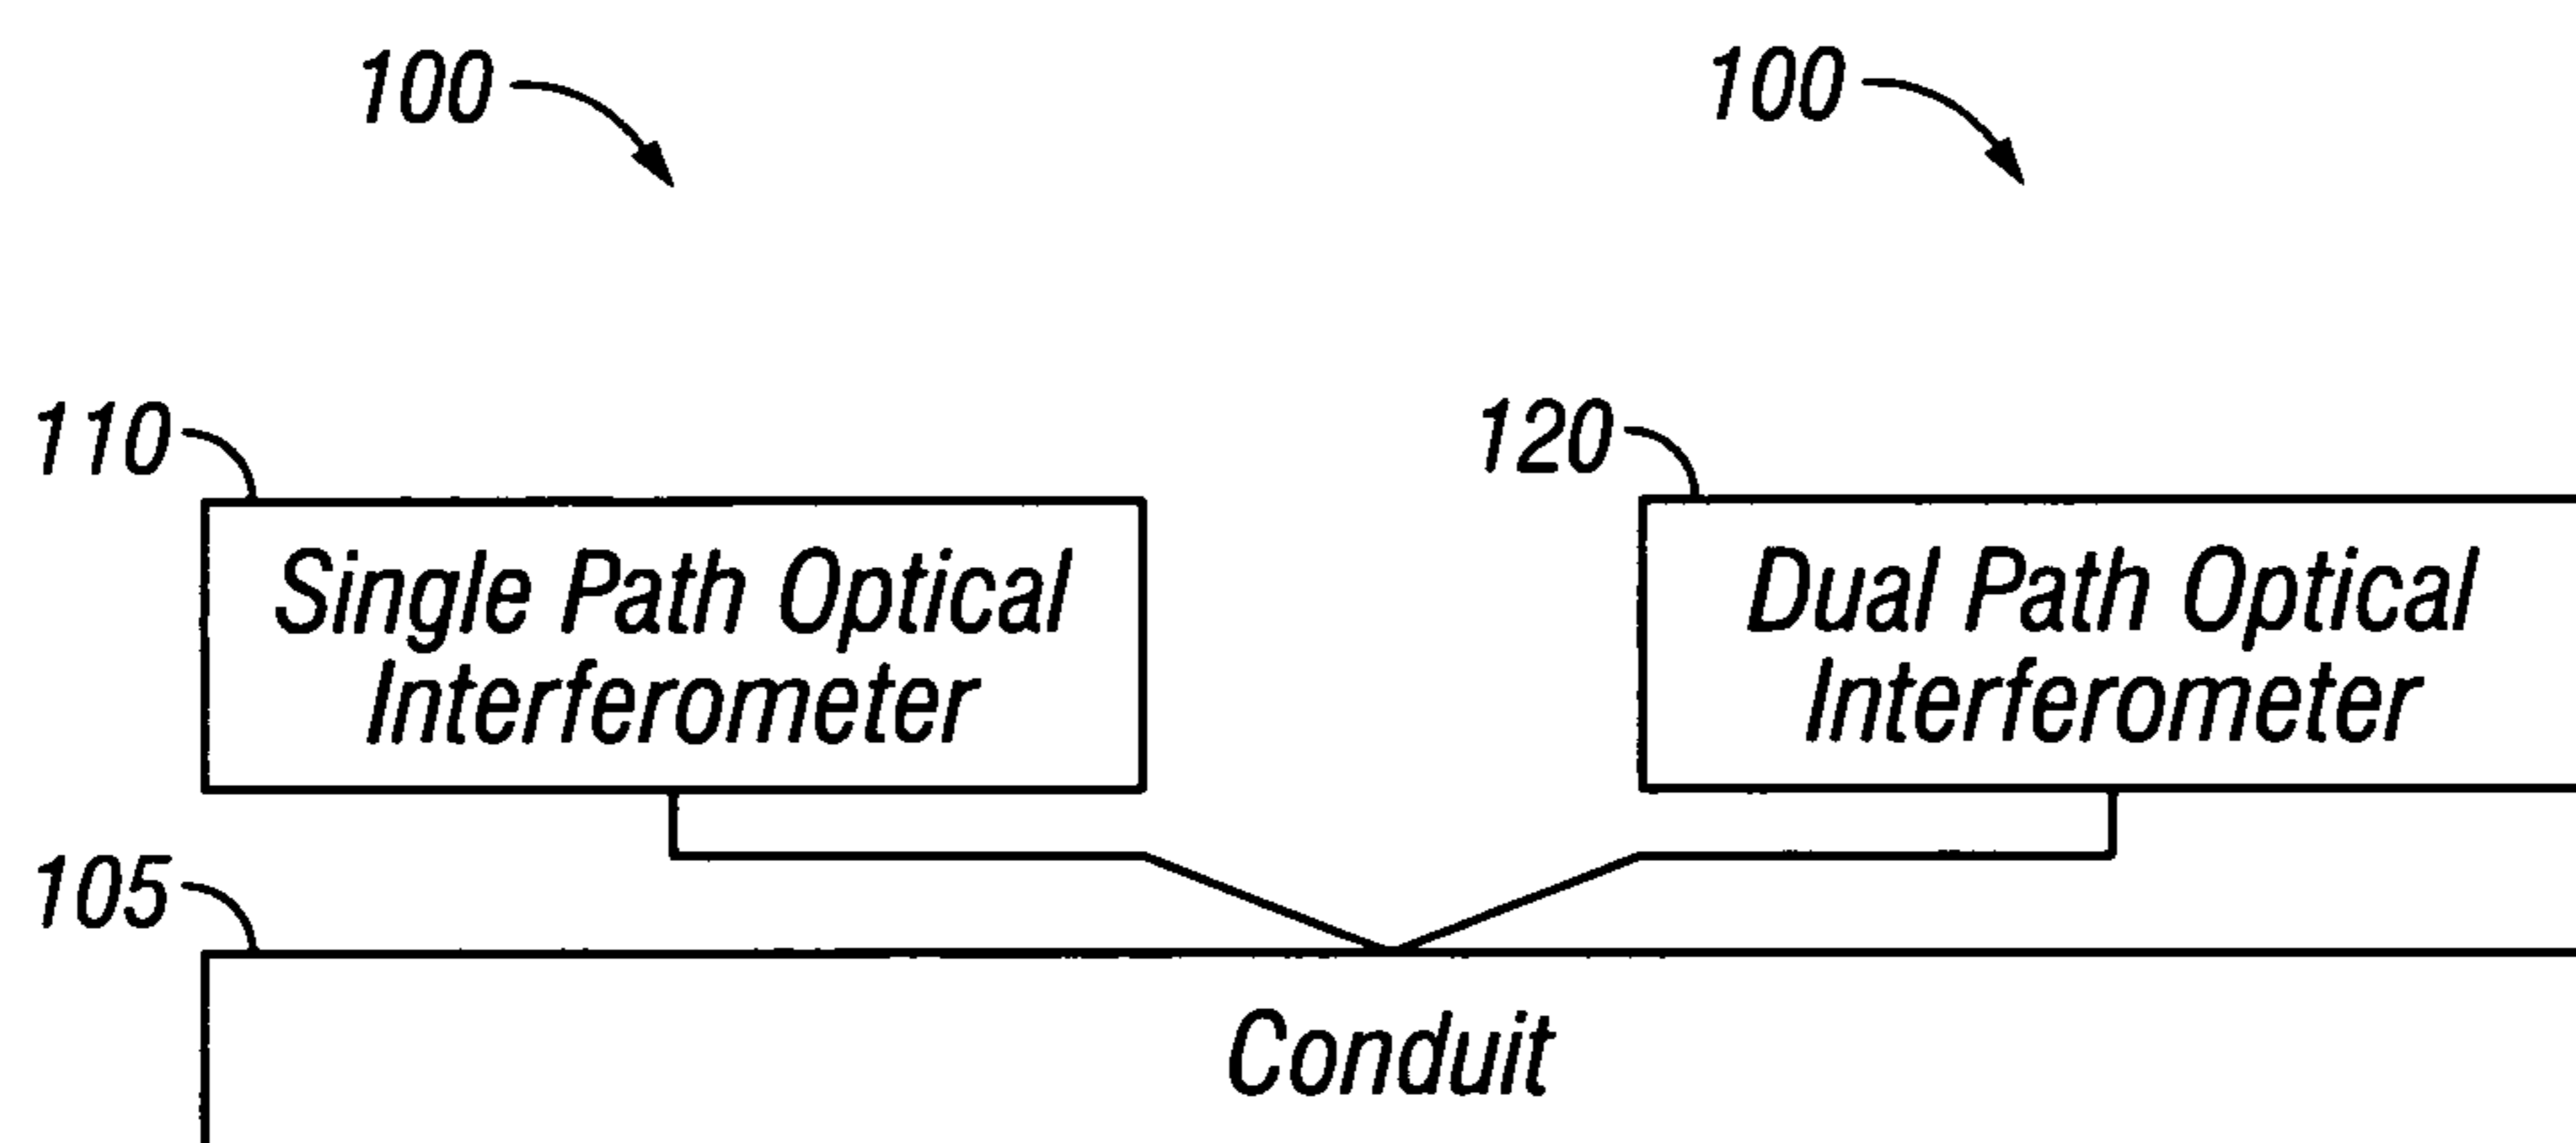 100
100
110
120
Single Path Optical
Interferometer
Dual Path Optical
Interferometer
105
Conduit